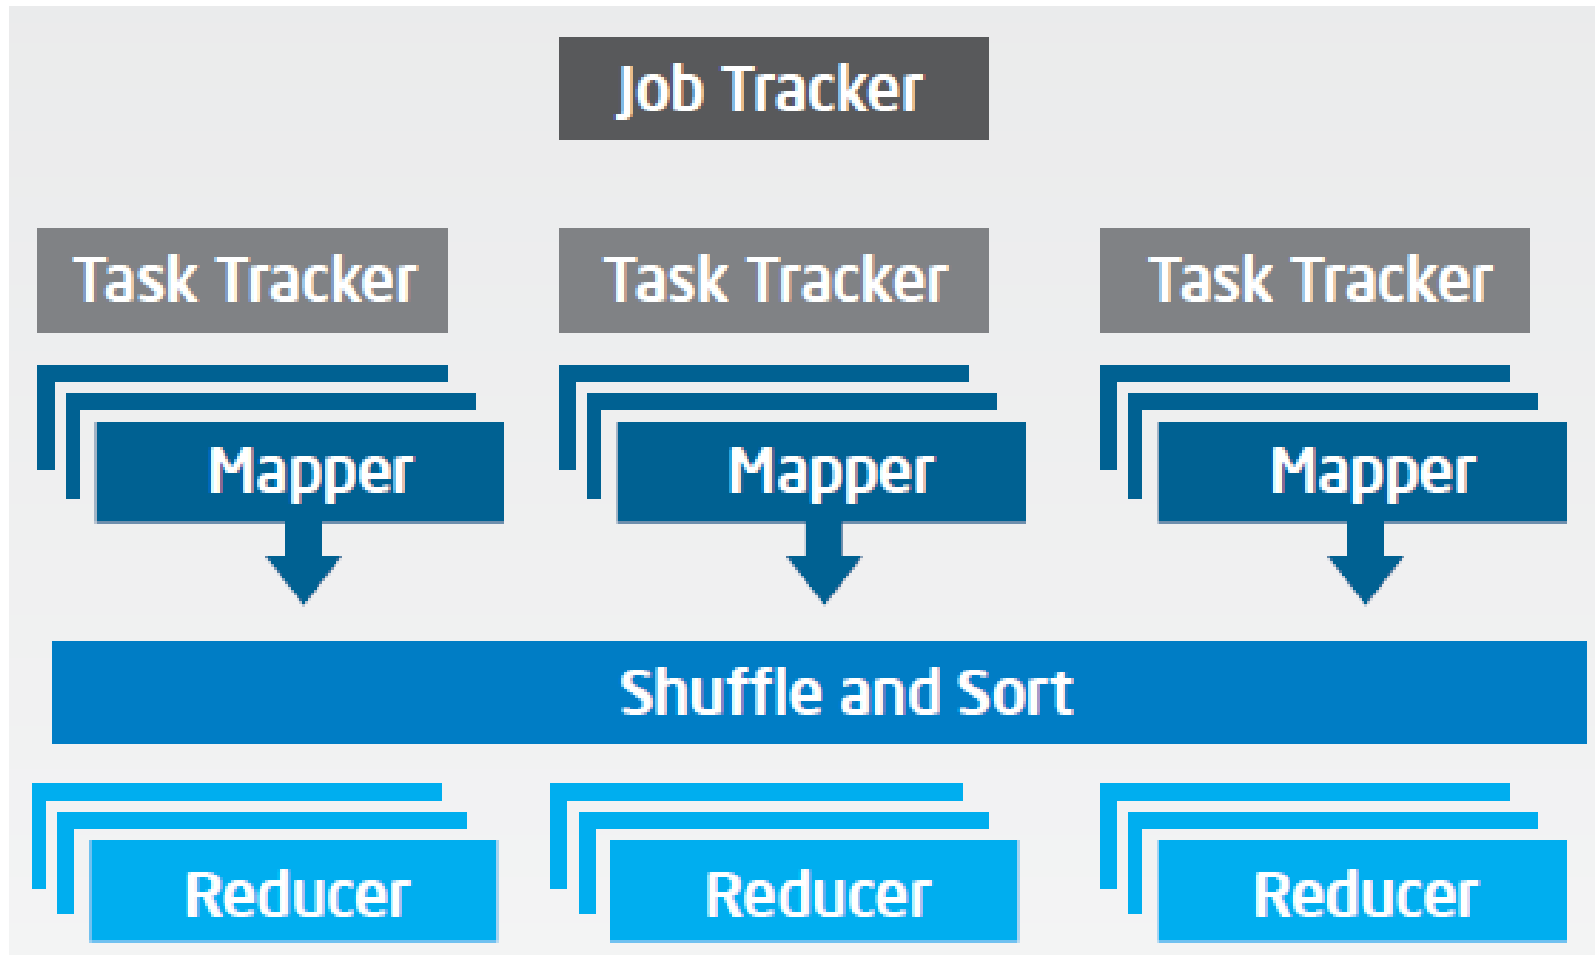 Job Tracker
Task Tracker
Task Tracker
Task Tracker
Mapper
Mapper
Mapper
Shuffle and Sort
Reducer
Reducer
Reducer